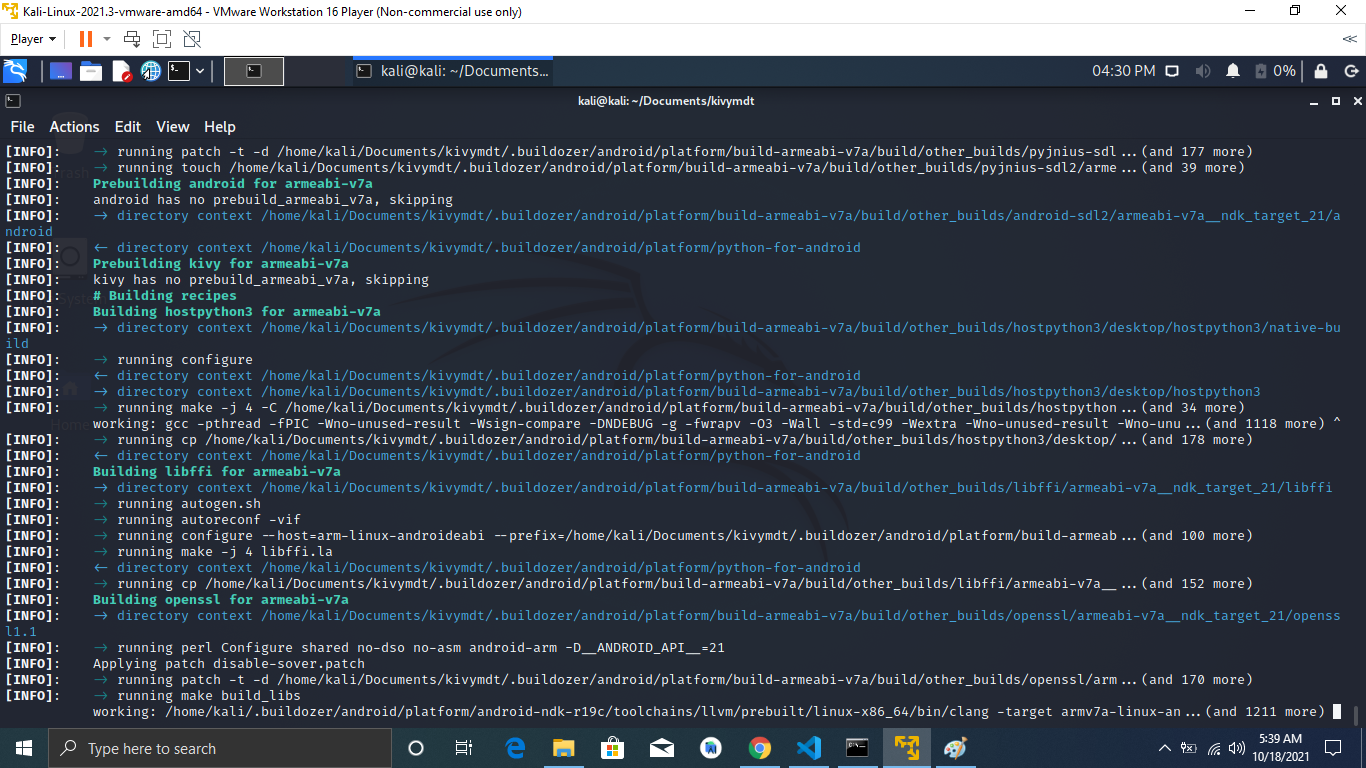 Kali-Linux-2021.3-vmware-amd64 - VMware Workstation 16 Player (Non-commercial use only)
Player
04:30 PM
0%
kali@kali: ~/Documents...
kali@kali: ~/Documents/kivymdt
File Actions Edit View Help
[INFO]: → running patch -t -d /home/kali/Documents/kivymdt/.buildozer/android/platform/build-armeabi-v7a/build/other_builds/pyjnius-sdl ...(and 177 more)
[INFO]: → running touch /home/kali/Documents/kivymdt/.buildozer/android/platform/build-armeabi-v7a/build/other_builds/pyjnius-sdl2/arme ...(and 39 more)
[INFO]: Prebuilding android for armeabi-v7a
[INFO]: android has no prebuild_armeabi_v7a, skipping
[INFO]: → directory context /home/kali/Documents/kivymdt/.buildozer/android/platform/build-armeabi-v7a/build/other_builds/android-sdl2/armeabi-v7a__ndk_target_21/a
ndroid
[INFO]: ← directory context /home/kali/Documents/kivymdt/.buildozer/android/platform/python-for-android
[INFO]: Prebuilding kivy for armeabi-v7a
[INFO]: kivy has no prebuild_armeabi_v7a, skipping
[INFO]: # Building recipes
[INFO]: Building hostpython3 for armeabi-v7a
[INFO]: → directory context /home/kali/Documents/kivymdt/.buildozer/android/platform/build-armeabi-v7a/build/other_builds/hostpython3/desktop/hostpython3/native-bu
ild
[INFO]: → running configure
[INFO]: ← directory context /home/kali/Documents/kivymdt/.buildozer/android/platform/python-for-android
[INFO]: → directory context /home/kali/Documents/kivymdt/.buildozer/android/platform/build-armeabi-v7a/build/other_builds/hostpython3/desktop/hostpython3
[INFO]: → running make -j 4 -C /home/kali/Documents/kivymdt/.buildozer/android/platform/build-armeabi-v7a/build/other_builds/hostpython ...(and 34 more)
working: gcc -pthread -fPIC -Wno-unused-result -Wsign-compare -DNDEBUG -g -fwrapv -O3 -Wall -std=c99 -Wextra -Wno-unused-result -Wno-unu ...(and 1118 more) ^
[INFO]: → running cp /home/kali/Documents/kivymdt/.buildozer/android/platform/build-armeabi-v7a/build/other_builds/hostpython3/desktop/ ...(and 178 more)
[INFO]: ← directory context /home/kali/Documents/kivymdt/.buildozer/android/platform/python-for-android
[INFO]: Building libffi for armeabi-v7a
[INFO]: → directory context /home/kali/Documents/kivymdt/.buildozer/android/platform/build-armeabi-v7a/build/other_builds/libffi/armeabi-v7a__ndk_target_21/libffi
[INFO]: → running autogen.sh
[INFO]: → running autoreconf -vif
[INFO]: → running configure --host=arm-linux-androideabi --prefix=/home/kali/Documents/kivymdt/.buildozer/android/platform/build-armeab ...(and 100 more)
[INFO]: → running make -j 4 libffi.la
[INFO]: ← directory context /home/kali/Documents/kivymdt/.buildozer/android/platform/python-for-android
[INFO]: → running cp /home/kali/Documents/kivymdt/.buildozer/android/platform/build-armeabi-v7a/build/other_builds/libffi/armeabi-v7a__ ...(and 152 more)
[INFO]: Building openssl for armeabi-v7a
[INFO]: → directory context /home/kali/Documents/kivymdt/.buildozer/android/platform/build-armeabi-v7a/build/other_builds/openssl/armeabi-v7a__ndk_target_21/openss
l1.1
[INFO]: → running perl Configure shared no-dso no-asm android-arm -D__ANDROID_API__=21
[INFO]: Applying patch disable-sover.patch
[INFO]: → running patch -t -d /home/kali/Documents/kivymdt/.buildozer/android/platform/build-armeabi-v7a/build/other_builds/openssl/arm ...(and 170 more)
[INFO]: → running make build_libs
working: /home/kali/.buildozer/android/platform/android-ndk-r19c/toolchains/llvm/prebuilt/linux-x86_64/bin/clang -target armv7a-linux-an ...(and 1211 more)
Type here to search
5:39 AM
10/18/2021